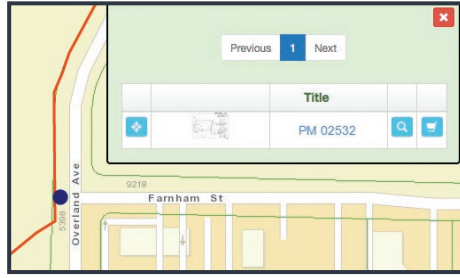 Previous 1 Next
Title
PM 02532
9218
Farnham St
Overland Ave
5398